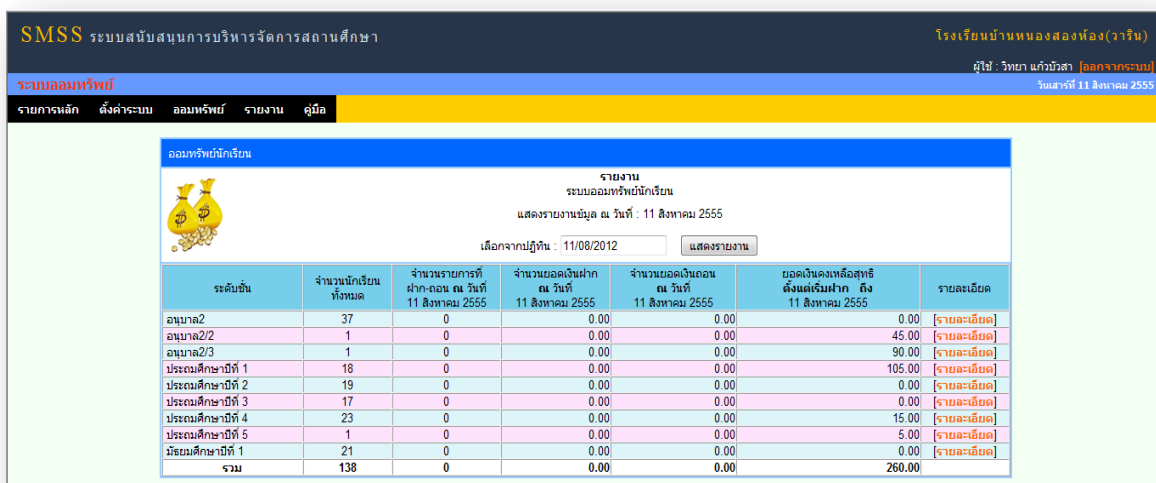 SMSS ระบบสนับสนุนการบริหารจัดการสถานศึกษา
โรงเรียนบ้านหนองสองห้อง(วาริน)
ผู้ใช้ : วิทยา แก้วบัวสา [ออกจากระบบ]
ระบบออมทรัพย์
วันเสาร์ที่ 11 สิงหาคม 2555
รายการหลัก ตั้งค่าระบบ ออมทรัพย์ รายงาน คู่มือ
ออมทรัพย์นักเรียน
รายงาน
ระบบออมทรัพย์นักเรียน
แสดงรายงานข้มูล ณ วันที่ : 11 สิงหาคม 2555
เลือกจากปฏิทิน : 11/08/2012 แสดงรายงาน
ระดับชั้น
จำนวนนักเรียน
ทั้งหมด
จำนวนรายการที่
ฝาก-ถอน ณ วันที่
11 สิงหาคม 2555
จำนวนยอดเงินฝาก
ณ วันที่
11 สิงหาคม 2555
จำนวนยอดเงินถอน
ณ วันที่
11 สิงหาคม 2555
ยอดเงินคงเหลือสุทธิ
ตั้งแต่เริ่มฝาก ถึง
11 สิงหาคม 2555
รายละเอียด
อนุบาล2 37 0 0.00 0.00 0.00 [รายละเอียด]
อนุบาล2/2 1 0 0.00 0.00 45.00 [รายละเอียด]
อนุบาล2/3 1 0 0.00 0.00 90.00 [รายละเอียด]
ประถมศึกษาปีที่ 1 18 0 0.00 0.00 105.00 [รายละเอียด]
ประถมศึกษาปีที่ 2 19 0 0.00 0.00 0.00 [รายละเอียด]
ประถมศึกษาปีที่ 3 17 0 0.00 0.00 0.00 [รายละเอียด]
ประถมศึกษาปีที่ 4 23 0 0.00 0.00 15.00 [รายละเอียด]
ประถมศึกษาปีที่ 5 1 0 0.00 0.00 5.00 [รายละเอียด]
มัธยมศึกษาปีที่ 1 21 0 0.00 0.00 0.00 [รายละเอียด]
รวม 138 0 0.00 0.00 260.00